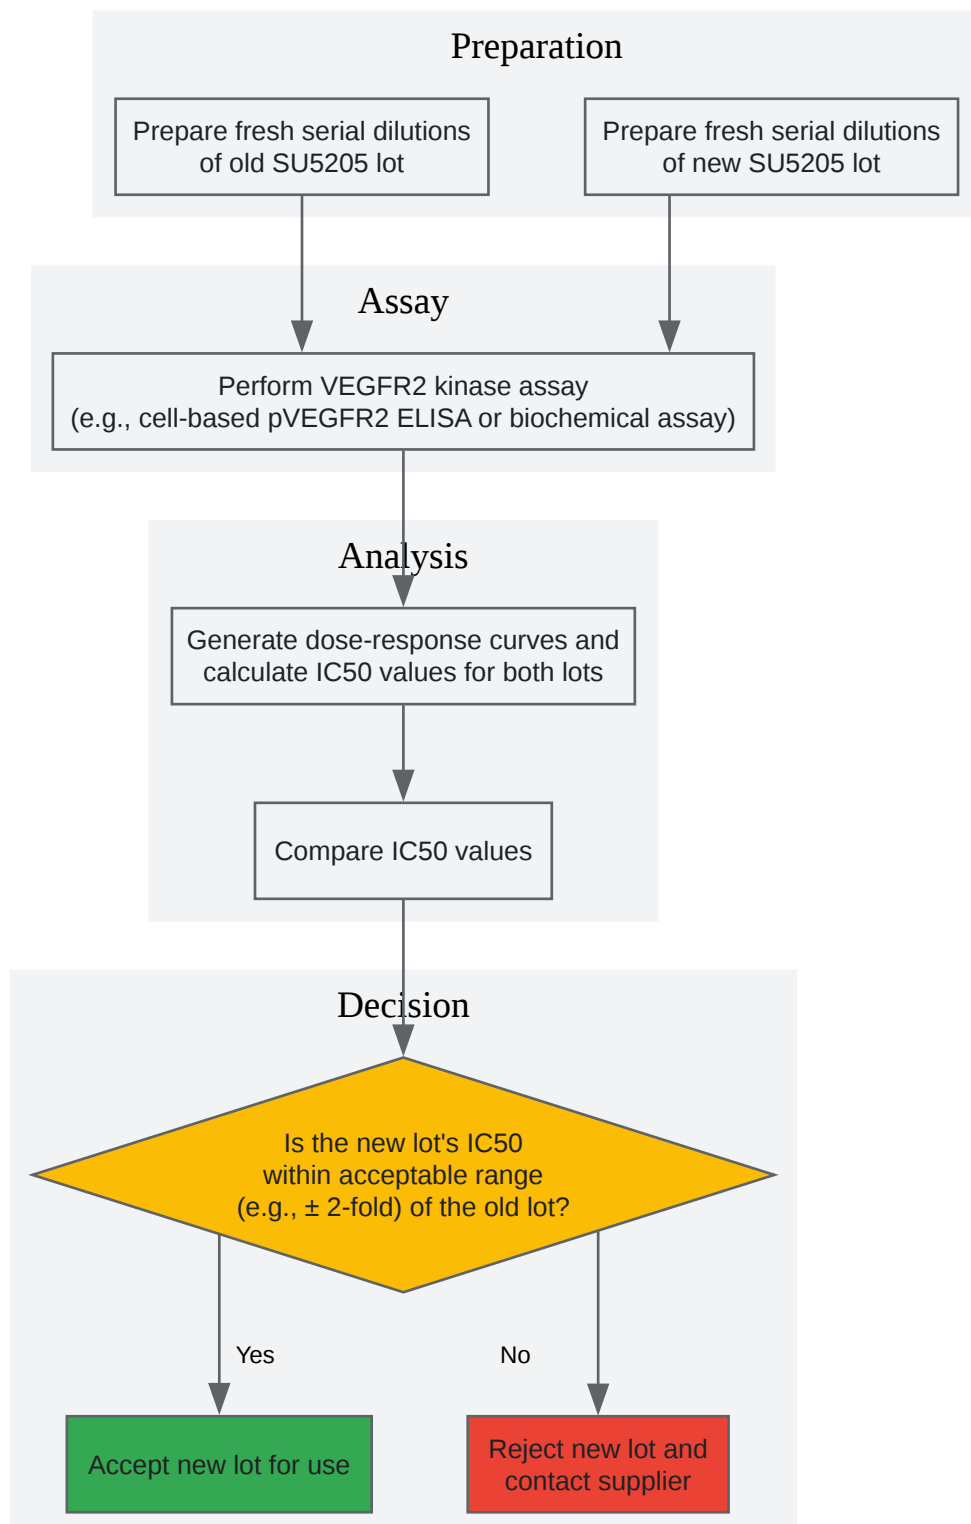 Preparation
Prepare fresh serial dilutions
of old SU5205 lot
Prepare fresh serial dilutions
of new SU5205 lot
Assay
Perform VEGFR2 kinase assay
(e.g., cell-based pVEGFR2 ELISA or biochemical assay)
Analysis
Generate dose-response curves and
calculate IC50 values for both lots
Compare IC50 values
Decision
Is the new lot's IC50
within acceptable range
(e.g., ± 2-fold) of the old lot?
Yes
No
Accept new lot for use
Reject new lot and
contact supplier